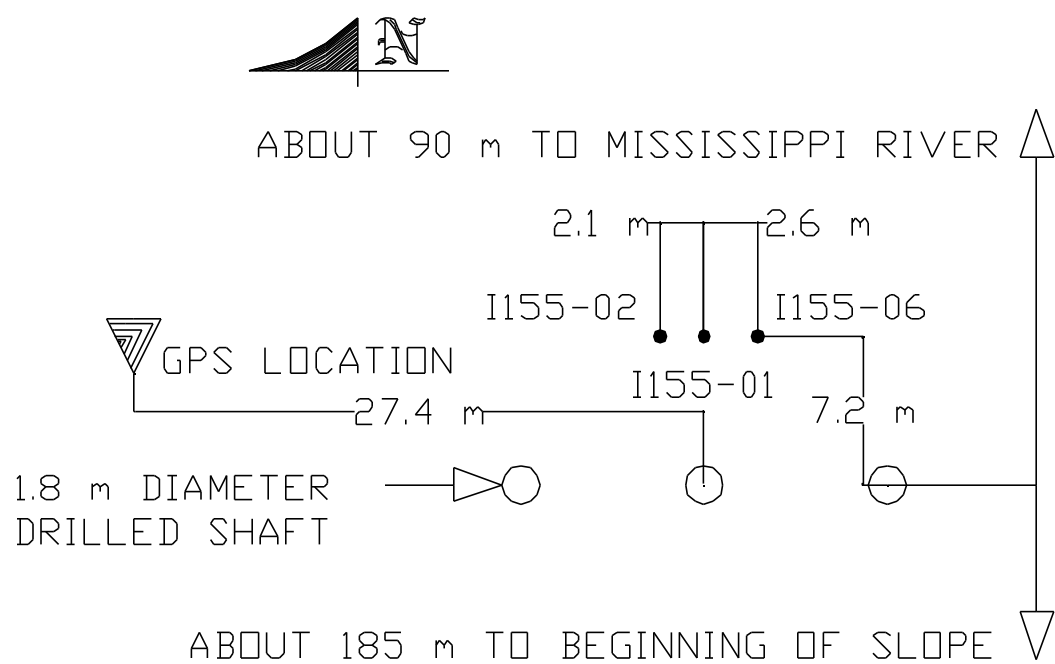 N
ABOUT 90 m TO MISSISSIPPI RIVER
2.1 m 2.6 m
I155-02 I155-06
GPS LOCATION
I155-01
27.4 m 7.2 m
1.8 m DIAMETER
DRILLED SHAFT
ABOUT 185 m TO BEGINNING OF SLOPE